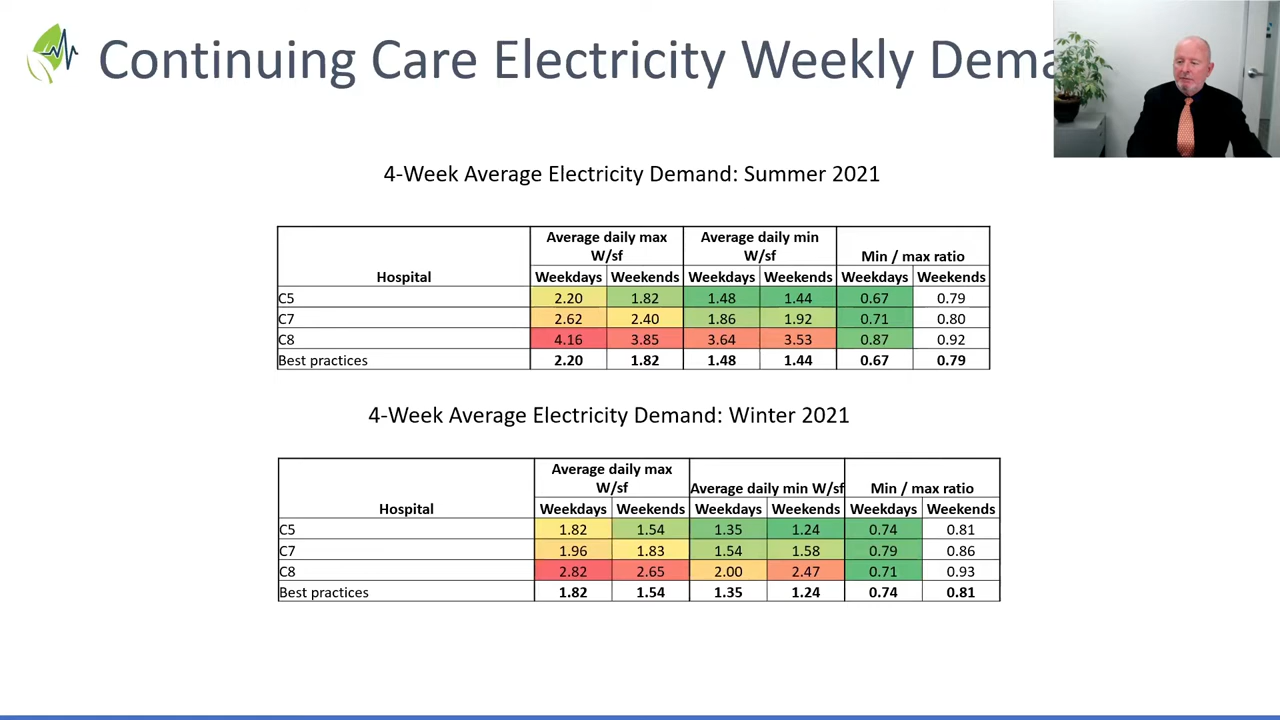 Continuing Care Electricity Weekly Dema
4-Week Average Electricity Demand: Summer 2021
Hospital Average daily max W/sf Average daily min W/sf Min / max ratio
Weekdays Weekends Weekdays Weekends Weekdays Weekends
C5 2.20 1.82 1.48 1.44 0.67 0.79
C7 2.62 2.40 1.86 1.92 0.71 0.80
C8 4.16 3.85 3.64 3.53 0.87 0.92
Best practices 2.20 1.82 1.48 1.44 0.67 0.79
4-Week Average Electricity Demand: Winter 2021
Hospital Average daily max W/sf Average daily min W/sf Min / max ratio
Weekdays Weekends Weekdays Weekends Weekdays Weekends
C5 1.82 1.54 1.35 1.24 0.74 0.81
C7 1.96 1.83 1.54 1.58 0.79 0.86
C8 2.82 2.65 2.00 2.47 0.71 0.93
Best practices 1.82 1.54 1.35 1.24 0.74 0.81